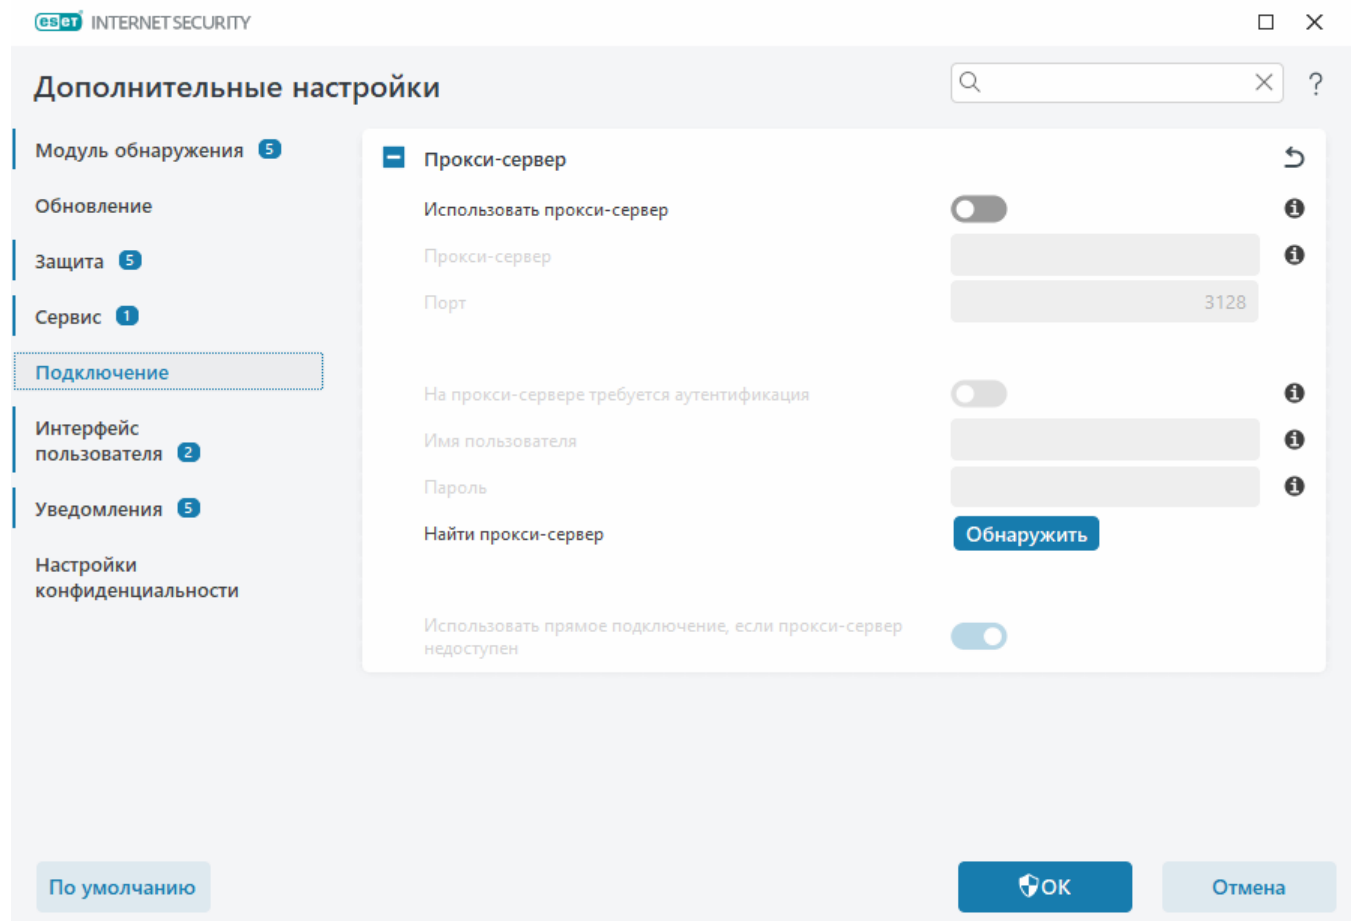 eset INTERNET SECURITY
Дополнительные настройки
?
Модуль обнаружения 5
Обновление
Защита 5
Сервис 1
Подключение
Интерфейс
пользователя 2
Уведомления 5
Настройки
конфиденциальности
Прокси-сервер
Использовать прокси-сервер
Прокси-сервер
Порт 3128
На прокси-сервере требуется аутентификация
Имя пользователя
Пароль
Найти прокси-сервер Обнаружить
Использовать прямое подключение, если прокси-сервер
недоступен
По умолчанию ОК Отмена